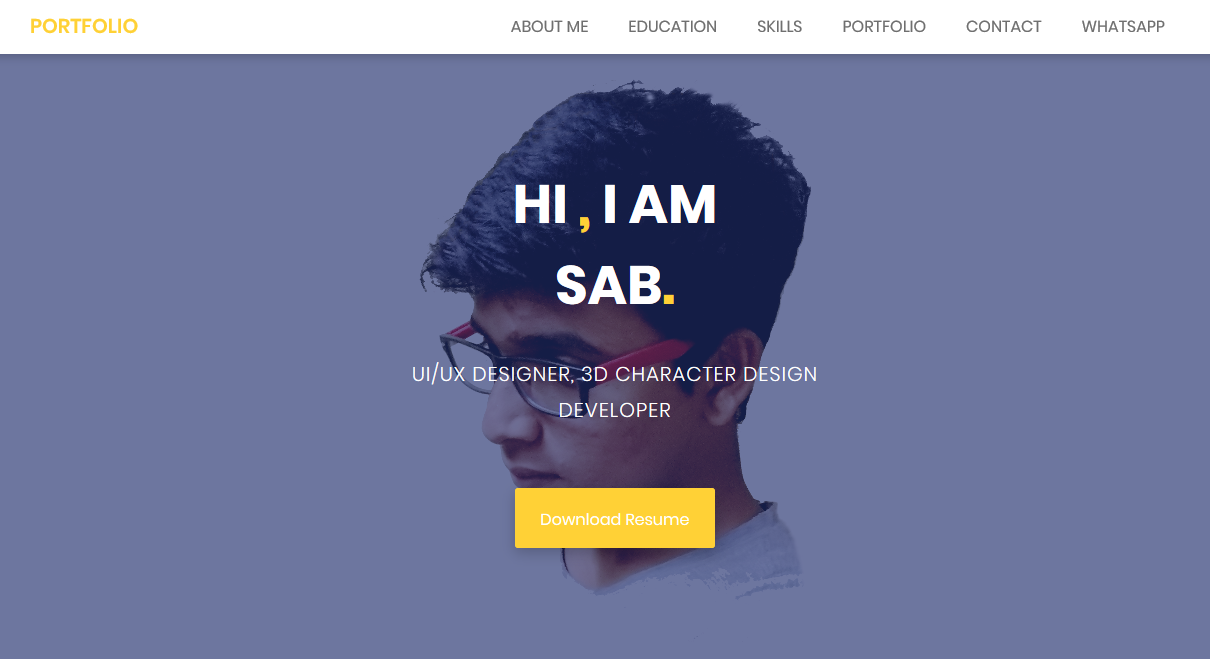 PORTFOLIO
ABOUT ME EDUCATION SKILLS PORTFOLIO CONTACT WHATSAPP
HI , I AM
SAB.
UI/UX DESIGNER, 3D CHARACTER DESIGN
DEVELOPER
Download Resume